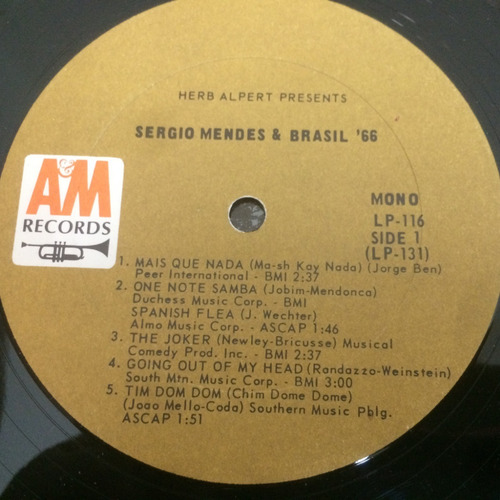 HERB ALPERT PRESENTS
SERGIO MENDES & BRASIL '66
A&M
RECORDS
MONO
LP-116
SIDE 1
(LP-131)
1. MAIS QUE NADA (Ma-sh Kay Nada) (Jorge Ben)
Peer International - BMI 2:37
2. ONE NOTE SAMBA (Jobim-Mendonca)
Duchess Music Corp. - BMI
SPANISH FLEA (J. Wechter)
Almo Music Corp. - ASCAP 1:46
3. THE JOKER (Newley-Bricusse) Musical
Comedy Prod. Inc. - BMI 2:37
4. GOING OUT OF MY HEAD (Randazzo-Weinstein)
South Mtn. Music Corp. - BMI 3:00
5. TIM DOM DOM (Chim Dome Dome)
(Joao Mello-Coda) Southern Music Pblg.
ASCAP 1:51